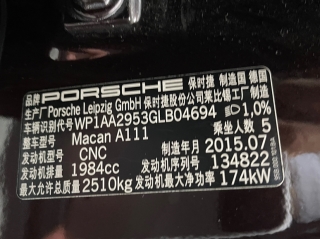 品牌 PORSCHE 保时捷 制造国 德国
生产厂 Porsche Leipzig GmbH 保时捷股份公司莱比锡工厂制造
车辆识别代号 WP1AA2953GLB04694 1,0%
整车型号 Macan A111 乘坐人数 5
发动机型号 CNC 制造年月 2015.07
发动机排量 1984cc 发动机序列号 134822
最大允许总质量 2510kg 发动机最大净功率 174kW